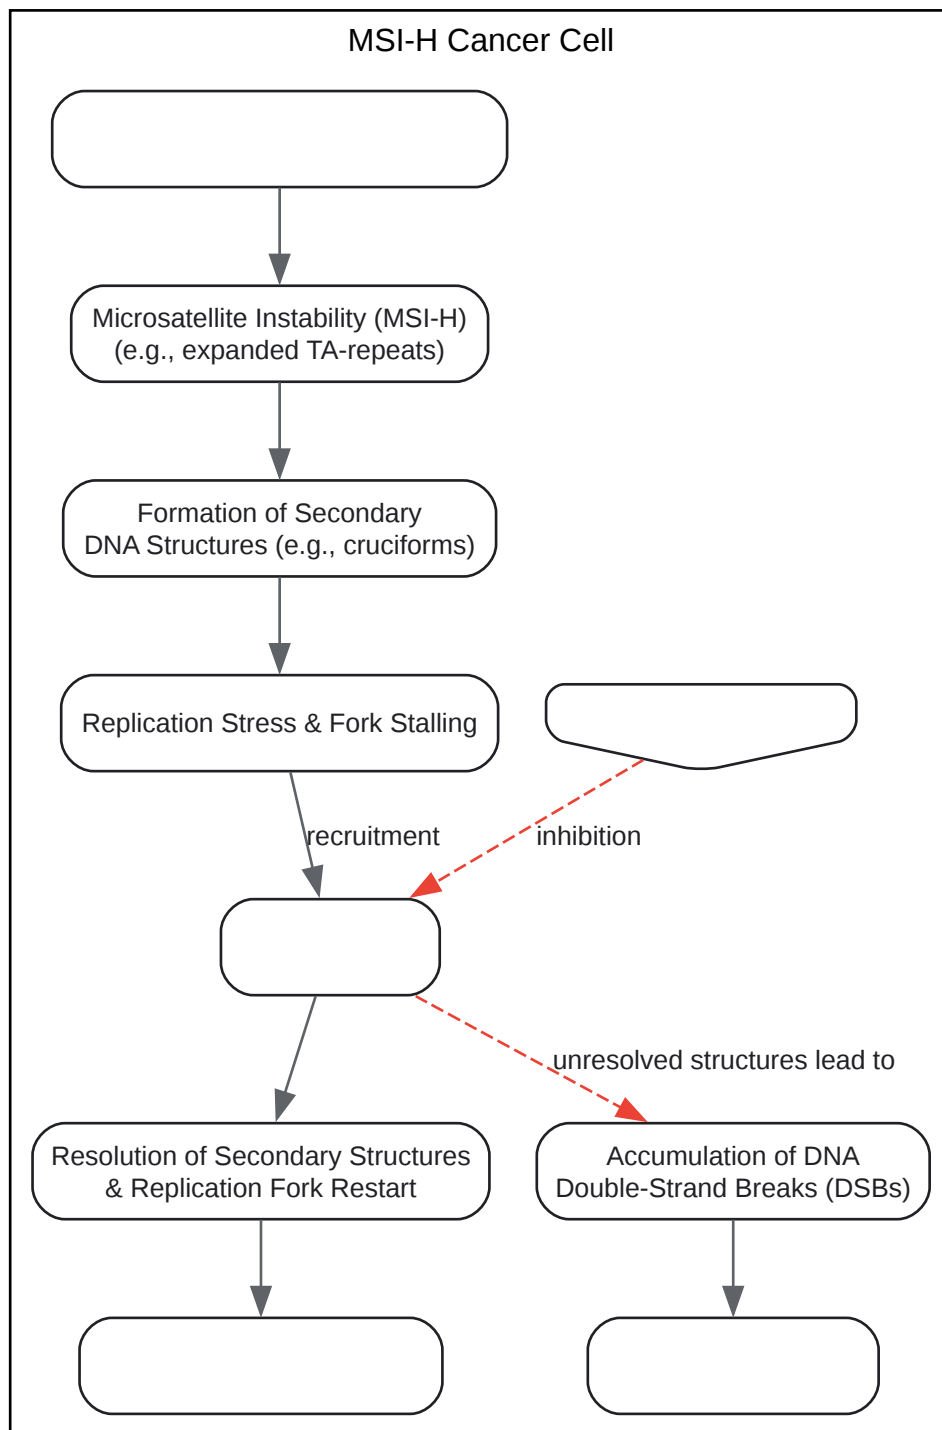 MSI-H Cancer Cell
Microsatellite Instability (MSI-H)
(e.g., expanded TA-repeats)
Formation of Secondary
DNA Structures (e.g., cruciforms)
Replication Stress & Fork Stalling
recruitment
inhibition
unresolved structures lead to
Resolution of Secondary Structures
& Replication Fork Restart
Accumulation of DNA
Double-Strand Breaks (DSBs)